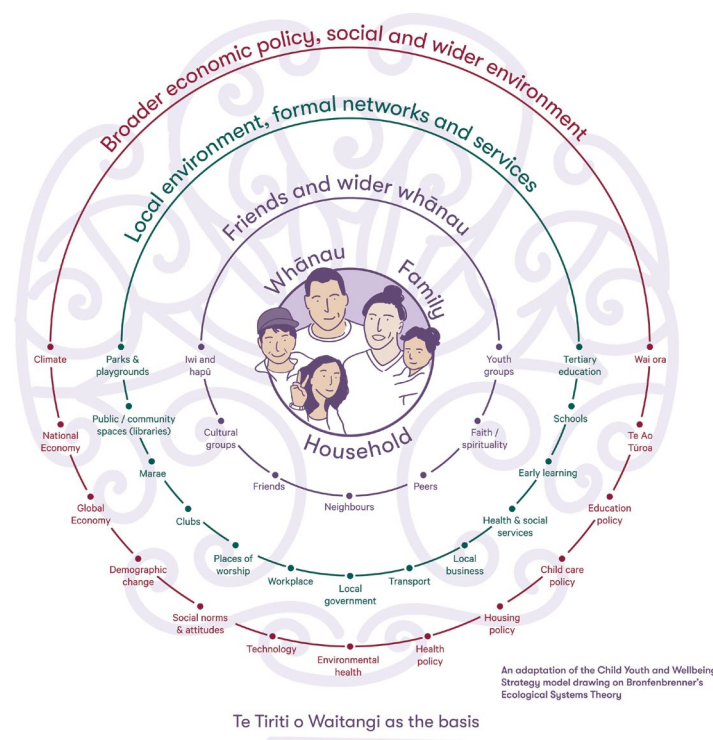 Broader economic policy, social and wider environment
Local environment, formal networks and services
Friends and wider whānau
Whānau
Family
Household
Iwi and
hapū
Cultural
groups
Friends
Neighbours
Peers
Faith /
spirituality
Youth
groups
Parks &
playgrounds
Public / community
spaces (libraries)
Marae
Clubs
Places of
worship
Workplace
Local
government
Transport
Local
business
Health & social
services
Early learning
Schools
Tertiary
education
Climate
National
Economy
Global
Economy
Demographic
change
Social norms
& attitudes
Technology
Environmental
health
Health
policy
Housing
policy
Child care
policy
Education
policy
Te Ao
Tūroa
Wai ora
An adaptation of the Child Youth and Wellbeing
Strategy model drawing on Bronfenbrenner's
Ecological Systems Theory
Te Tiriti o Waitangi as the basis